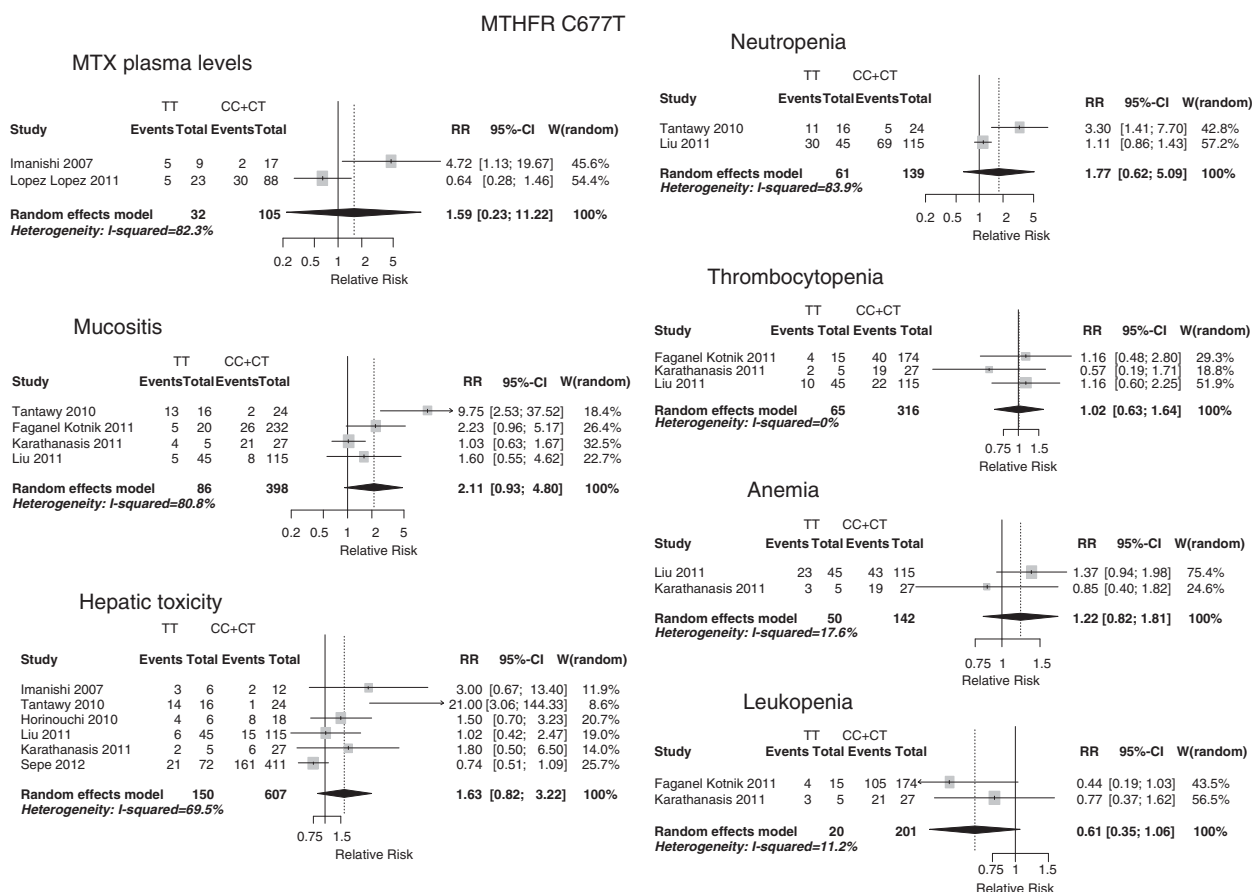 MTHFR C677T
MTX plasma levels
TT CC+CT
Study Events Total Events Total RR 95%-CI W(random)
Imanishi 2007 5 9 2 17 4.72 [1.13; 19.67] 45.6%
Lopez Lopez 2011 5 23 30 88 0.64 [0.28; 1.46] 54.4%
Random effects model 32 105 1.59 [0.23; 11.22] 100%
Heterogeneity: I-squared=82.3%
0.2 0.5 1 2 5
Relative Risk
Mucositis
TT CC+CT
Study Events Total Events Total RR 95%-CI W(random)
Tantawy 2010 13 16 2 24 9.75 [2.53; 37.52] 18.4%
Faganel Kotnik 2011 5 20 26 232 2.23 [0.96; 5.17] 26.4%
Karathanasis 2011 4 5 21 27 1.03 [0.63; 1.67] 32.5%
Liu 2011 5 45 8 115 1.60 [0.55; 4.62] 22.7%
Random effects model 86 398 2.11 [0.93; 4.80] 100%
Heterogeneity: I-squared=80.8%
0.2 0.5 1 2 5
Relative Risk
Hepatic toxicity
TT CC+CT
Study Events Total Events Total RR 95%-CI W(random)
Imanishi 2007 3 6 2 12 3.00 [0.67; 13.40] 11.9%
Tantawy 2010 14 16 1 24 21.00 [3.06; 144.33] 8.6%
Horinouchi 2010 4 6 8 18 1.50 [0.70; 3.23] 20.7%
Liu 2011 6 45 15 115 1.02 [0.42; 2.47] 19.0%
Karathanasis 2011 2 5 6 27 1.80 [0.50; 6.50] 14.0%
Sepe 2012 21 72 161 411 0.74 [0.51; 1.09] 25.7%
Random effects model 150 607 1.63 [0.82; 3.22] 100%
Heterogeneity: I-squared=69.5%
0.75 1.5
Relative Risk
Neutropenia
TT CC+CT
Study Events Total Events Total RR 95%-CI W(random)
Tantawy 2010 11 16 5 24 3.30 [1.41; 7.70] 42.8%
Liu 2011 30 45 69 115 1.11 [0.86; 1.43] 57.2%
Random effects model 61 139 1.77 [0.62; 5.09] 100%
Heterogeneity: I-squared=83.9%
0.2 0.5 1 2 5
Relative Risk
Thrombocytopenia
TT CC+CT
Study Events Total Events Total RR 95%-CI W(random)
Faganel Kotnik 2011 4 15 40 174 1.16 [0.48; 2.80] 29.3%
Karathanasis 2011 2 5 19 27 0.57 [0.19; 1.71] 18.8%
Liu 2011 10 45 22 115 1.16 [0.60; 2.25] 51.9%
Random effects model 65 316 1.02 [0.63; 1.64] 100%
Heterogeneity: I-squared=0%
0.75 1 1.5
Relative Risk
Anemia
TT CC+CT
Study Events Total Events Total RR 95%-CI W(random)
Liu 2011 23 45 43 115 1.37 [0.94; 1.98] 75.4%
Karathanasis 2011 3 5 19 27 0.85 [0.40; 1.82] 24.6%
Random effects model 50 142 1.22 [0.82; 1.81] 100%
Heterogeneity: I-squared=17.6%
0.75 1 1.5
Relative Risk
Leukopenia
TT CC+CT
Study Events Total Events Total RR 95%-CI W(random)
Faganel Kotnik 2011 4 15 105 174 0.44 [0.19; 1.03] 43.5%
Karathanasis 2011 3 5 21 27 0.77 [0.37; 1.62] 56.5%
Random effects model 20 201 0.61 [0.35; 1.06] 100%
Heterogeneity: I-squared=11.2%
0.75 1 1.5
Relative Risk